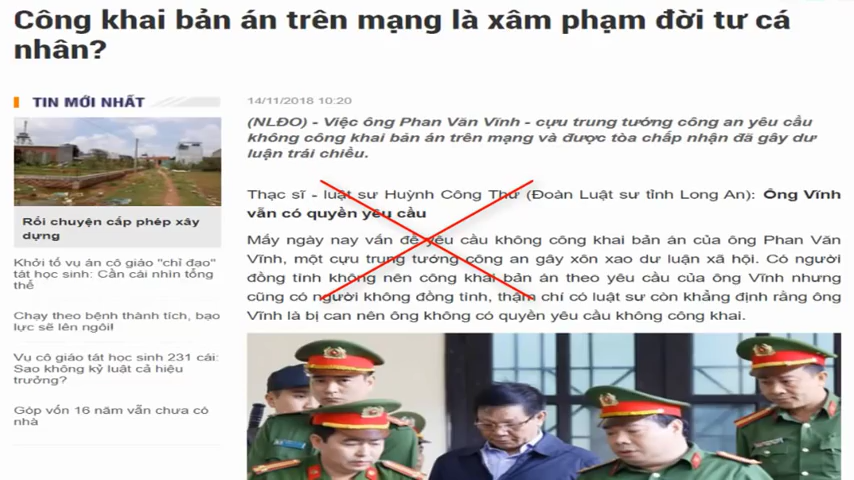 Công khai bản án trên mạng là xâm phạm đời tư cá
nhân?
TIN MỚI NHẤT
Rối chuyện cấp phép xây
dựng
Khởi tố vụ án cô giáo "chỉ đạo"
tát học sinh: Cần cái nhìn tổng
thể
Chạy theo bệnh thành tích, bạo
lực sẽ lên ngôi!
Vụ cô giáo tát học sinh 231 cái:
Sao không kỷ luật cả hiệu
trưởng?
Góp vốn 16 năm vẫn chưa có
nhà
14/11/2018 10:20
(NLĐO) - Việc ông Phan Văn Vĩnh - cựu trung tướng công an yêu cầu
không công khai bản án trên mạng và được tòa chấp nhận đã gây dư
luận trái chiều.
Thạc sĩ - luật sư Huỳnh Công Thư (Đoàn Luật sư tỉnh Long An): Ông Vĩnh
vẫn có quyền yêu cầu
Mấy ngày nay vấn đề yêu cầu không công khai bản án của ông Phan Văn
Vĩnh, một cựu trung tướng công an gây xôn xao dư luận xã hội. Có người
đồng tình không nên công khai bản án theo yêu cầu của ông Vĩnh nhưng
cũng có người không đồng tình, thậm chí có luật sư còn khẳng định rằng ông
Vĩnh là bị can nên ông không có quyền yêu cầu không công khai.